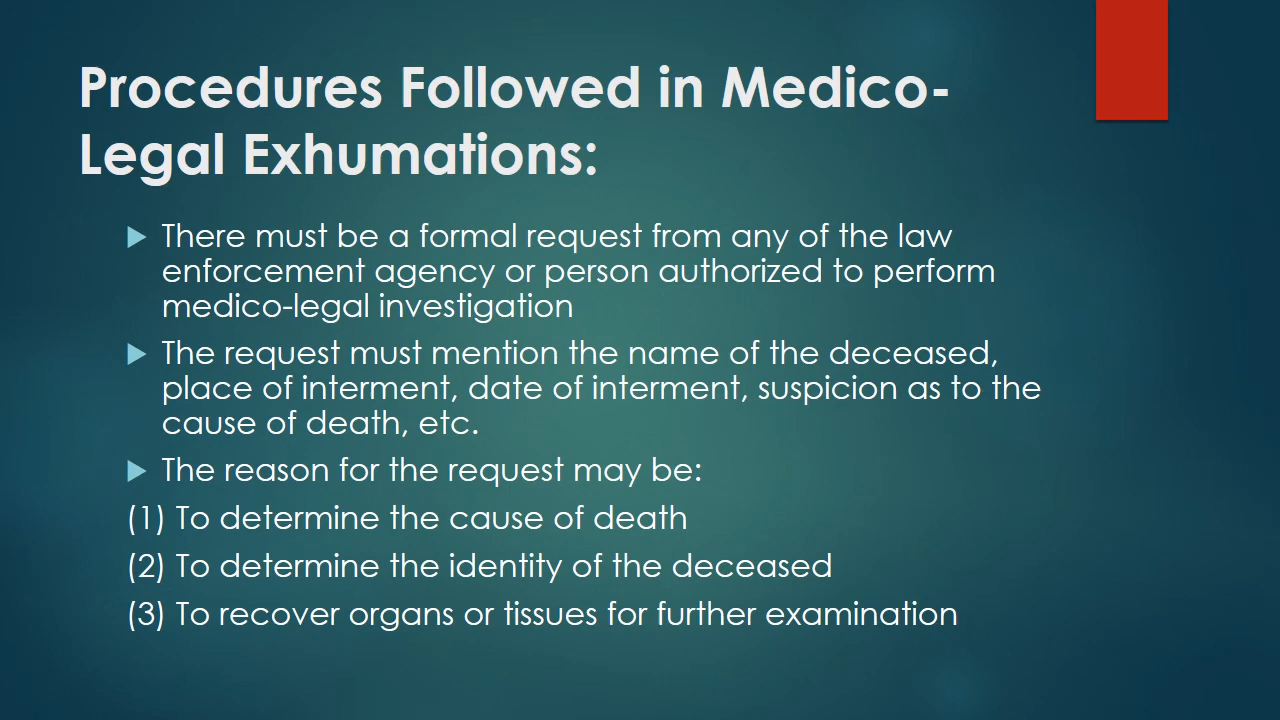 Procedures Followed in Medico-
Legal Exhumations:
There must be a formal request from any of the law
enforcement agency or person authorized to perform
medico-legal investigation
The request must mention the name of the deceased,
place of interment, date of interment, suspicion as to the
cause of death, etc.
The reason for the request may be:
(1) To determine the cause of death
(2) To determine the identity of the deceased
(3) To recover organs or tissues for further examination